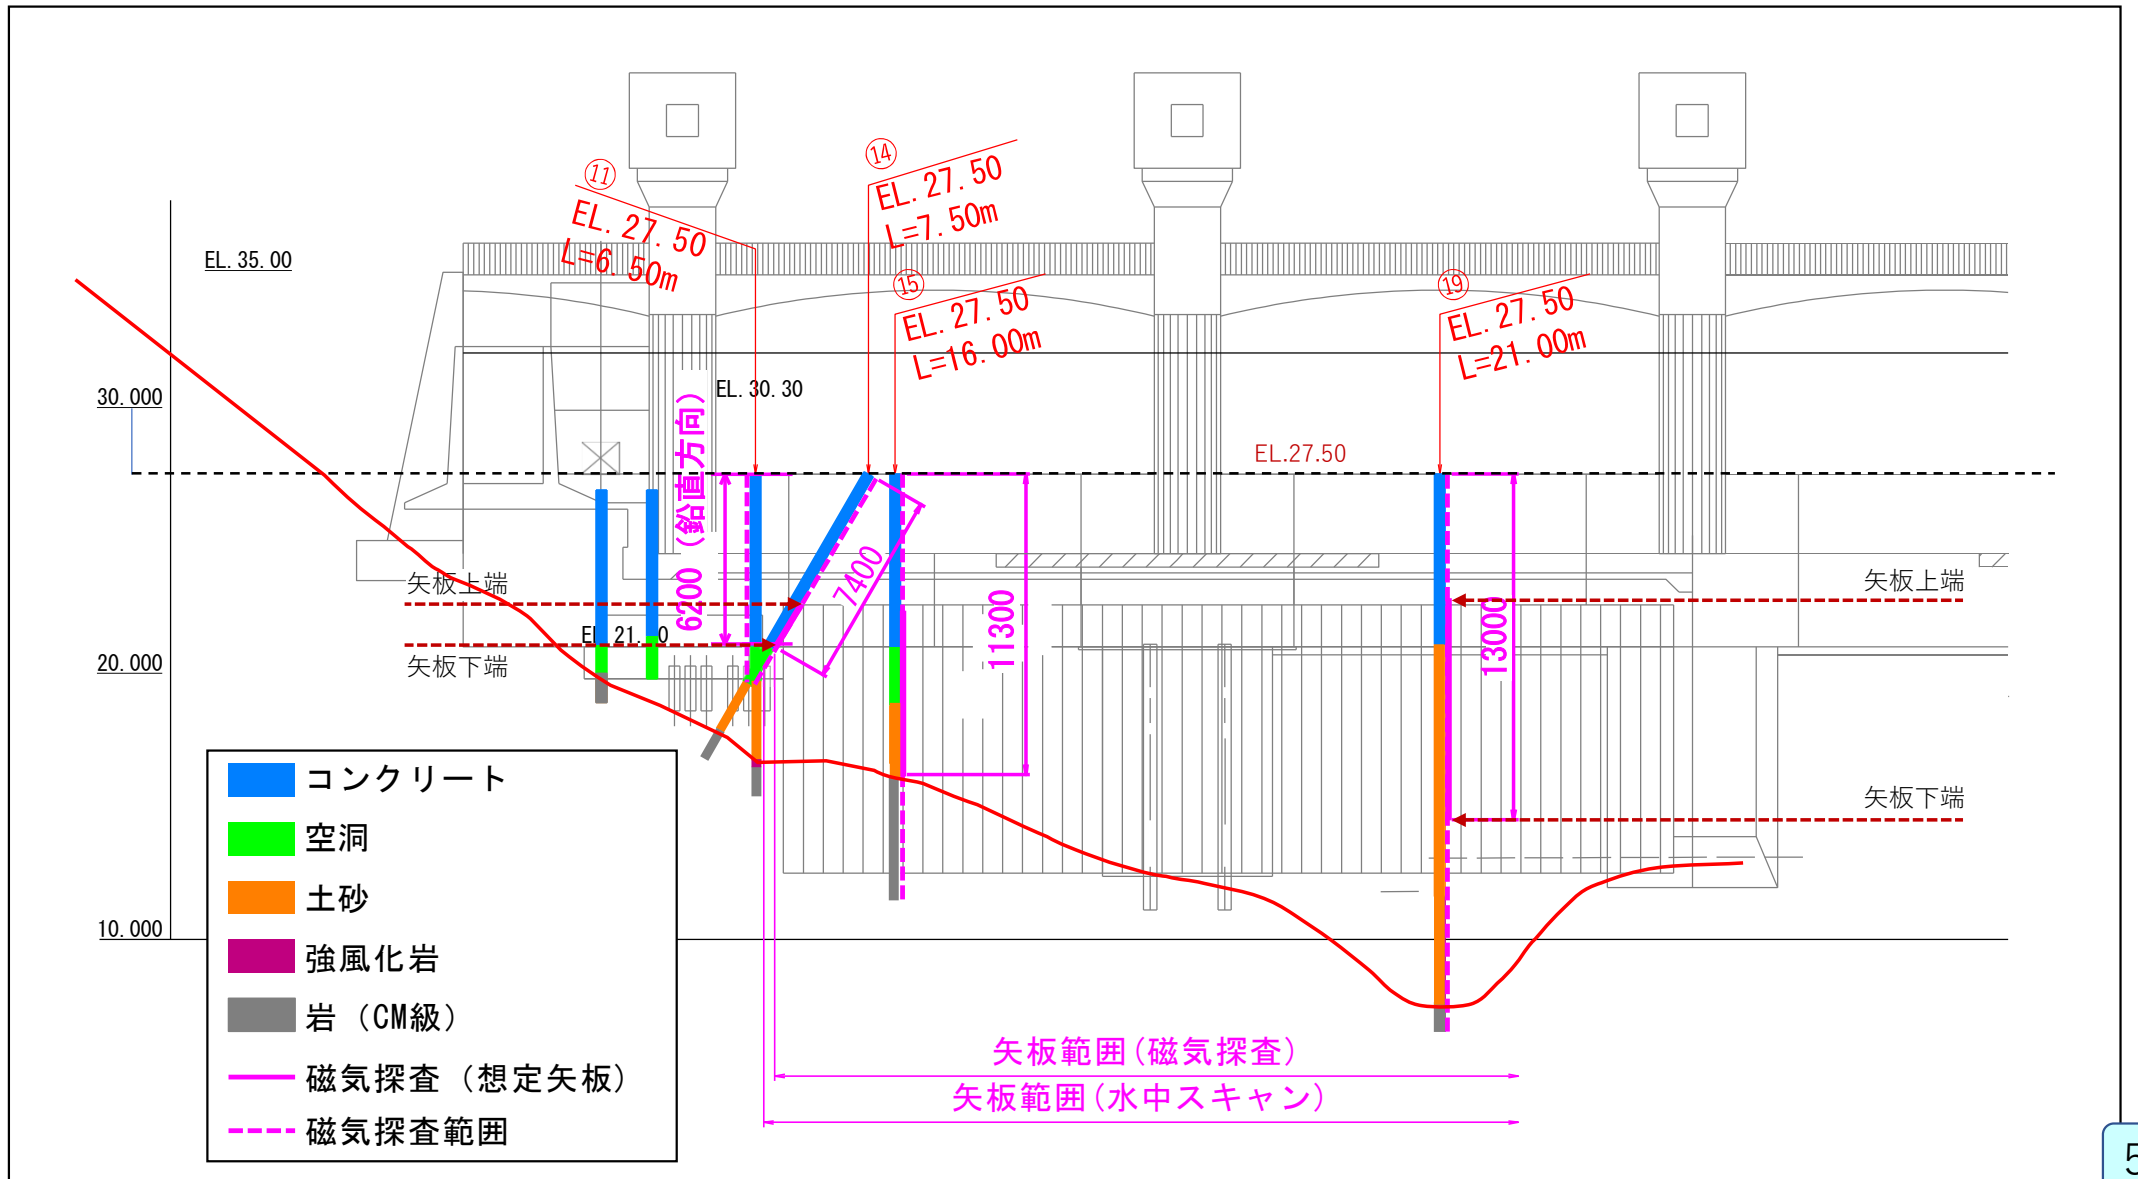 ⑪
EL. 27. 50
L=6. 50m
⑭
EL. 27. 50
L=7. 50m
⑮
EL. 27. 50
L=16. 00m
⑲
EL. 27. 50
L=21. 00m
EL. 35. 00
EL. 30. 30
30. 000
EL.27.50
6200（鉛直方向）
7400
11300
13000
矢板上端
矢板下端
矢板上端
矢板下端
20. 000
10. 000
コンクリート
空洞
土砂
強風化岩
岩（CM級）
磁気探査（想定矢板）
磁気探査範囲
矢板範囲(磁気探査)
矢板範囲(水中スキャン)